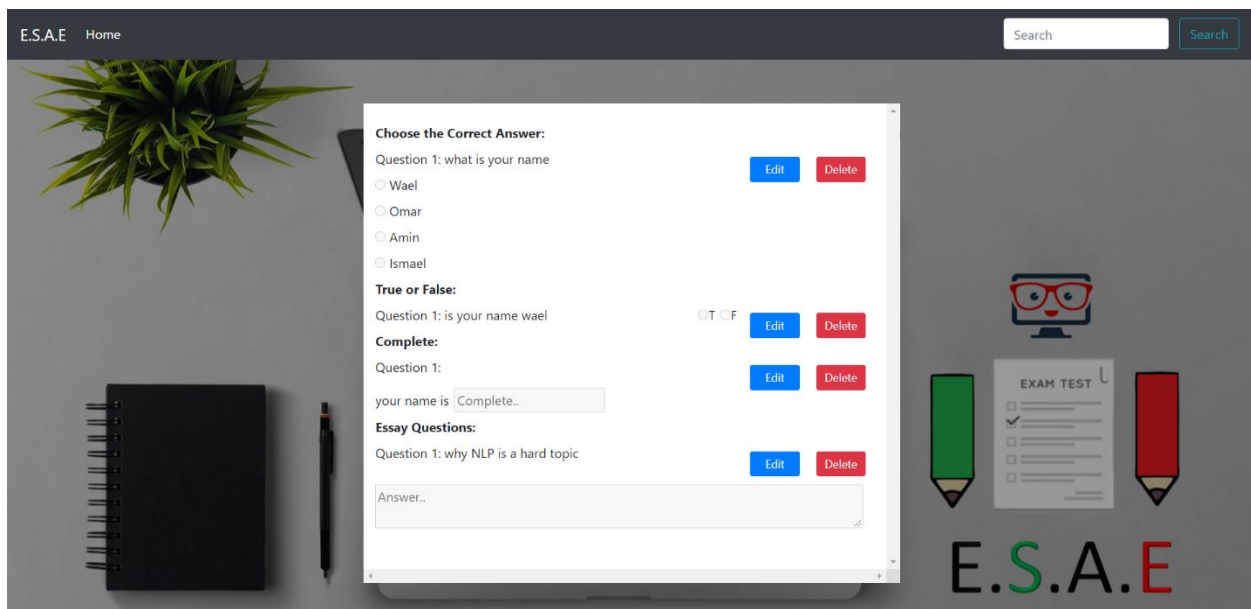 E.S.A.E Home Search Search
Choose the Correct Answer:
Question 1: what is your name Edit Delete
Wael
Omar
Amin
Ismael
True or False:
Question 1: is your name wael T F Edit Delete
Complete:
Question 1: Edit Delete
your name is Complete..
Essay Questions:
Question 1: why NLP is a hard topic Edit Delete
Answer..
EXAM TEST
E.S.A.E